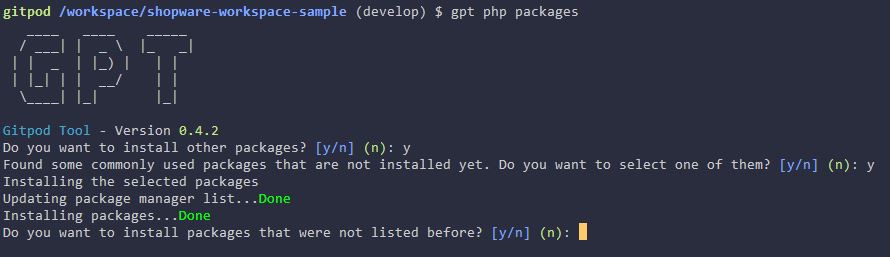 gitpod /workspace/shopware-workspace-sample (develop) $ gpt php packages
GPT
Gitpod Tool - Version 0.4.2
Do you want to install other packages? [y/n] (n): y
Found some commonly used packages that are not installed yet. Do you want to select one of them? [y/n] (n): y
Installing the selected packages
Updating package manager list...Done
Installing packages...Done
Do you want to install packages that were not listed before? [y/n] (n):